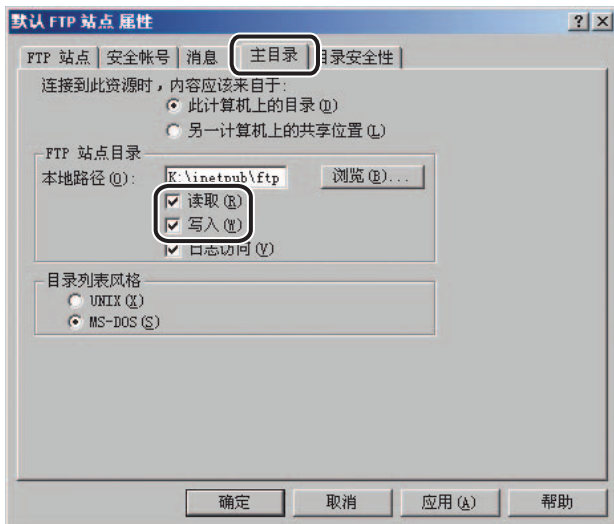 默认 FTP 站点 属性
FTP 站点 安全帐号 消息 主目录 目录安全性
连接到此资源时，内容应该来自于:
此计算机上的目录(D)
另一计算机上的共享位置(L)
FTP 站点目录
本地路径(O): K:\inetpub\ftp 浏览(B)...
读取(R)
写入(W)
日志访问(V)
目录列表风格
UNIX(X)
MS-DOS(S)
确定 取消 应用(A) 帮助